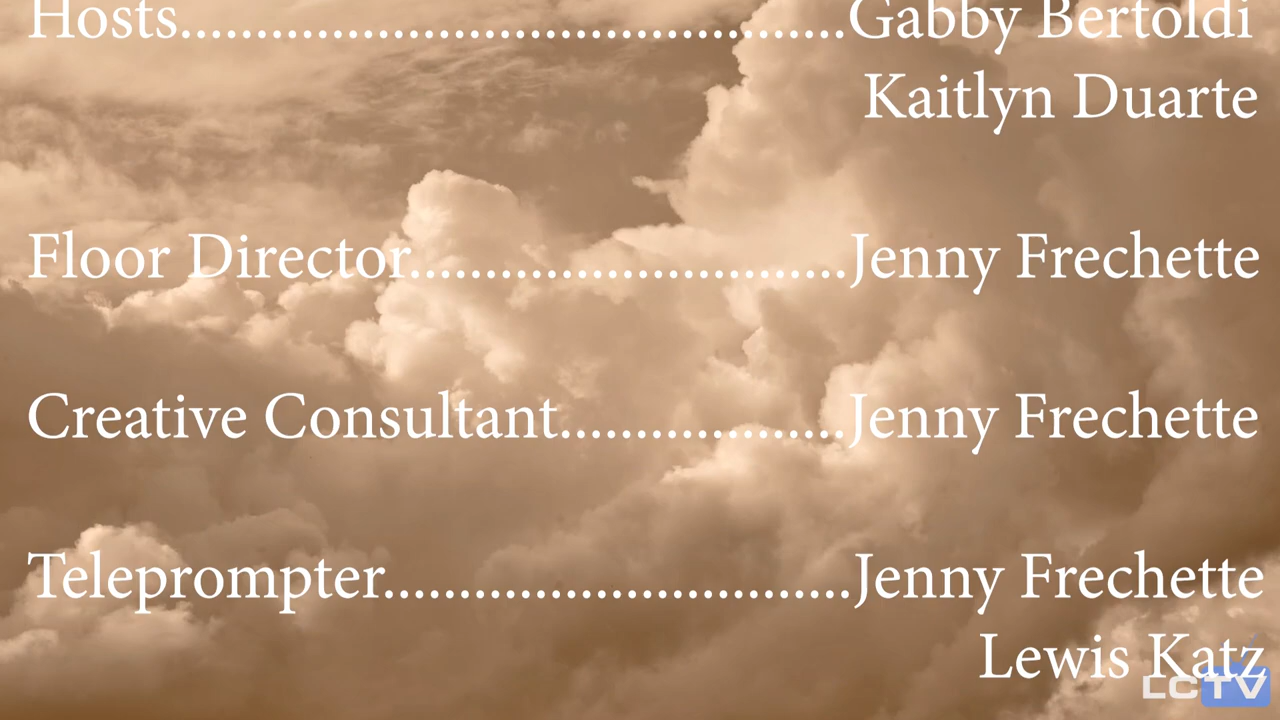 Hosts............................................Gabby Bertoldi
Kaitlyn Duarte
Floor Director.............................Jenny Frechette
Creative Consultant...................Jenny Frechette
Teleprompter...............................Jenny Frechette
Lewis Katz
LCTV